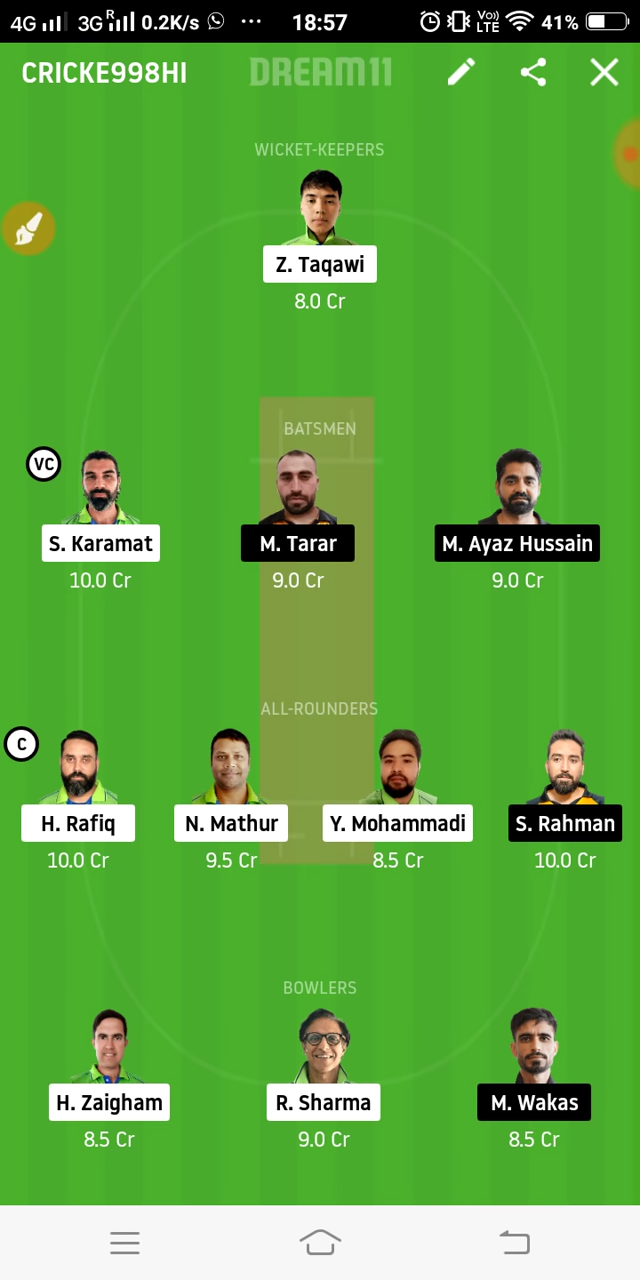 4G 3G R 0.2K/s ... 18:57 Vo) LTE 41%
CRICKE998HI DREAM11
WICKET-KEEPERS
Z. Taqawi
8.0 Cr
BATSMEN
VC
S. Karamat M. Tarar M. Ayaz Hussain
10.0 Cr 9.0 Cr 9.0 Cr
ALL-ROUNDERS
C
H. Rafiq N. Mathur Y. Mohammadi S. Rahman
10.0 Cr 9.5 Cr 8.5 Cr 10.0 Cr
BOWLERS
H. Zaigham R. Sharma M. Wakas
8.5 Cr 9.0 Cr 8.5 Cr